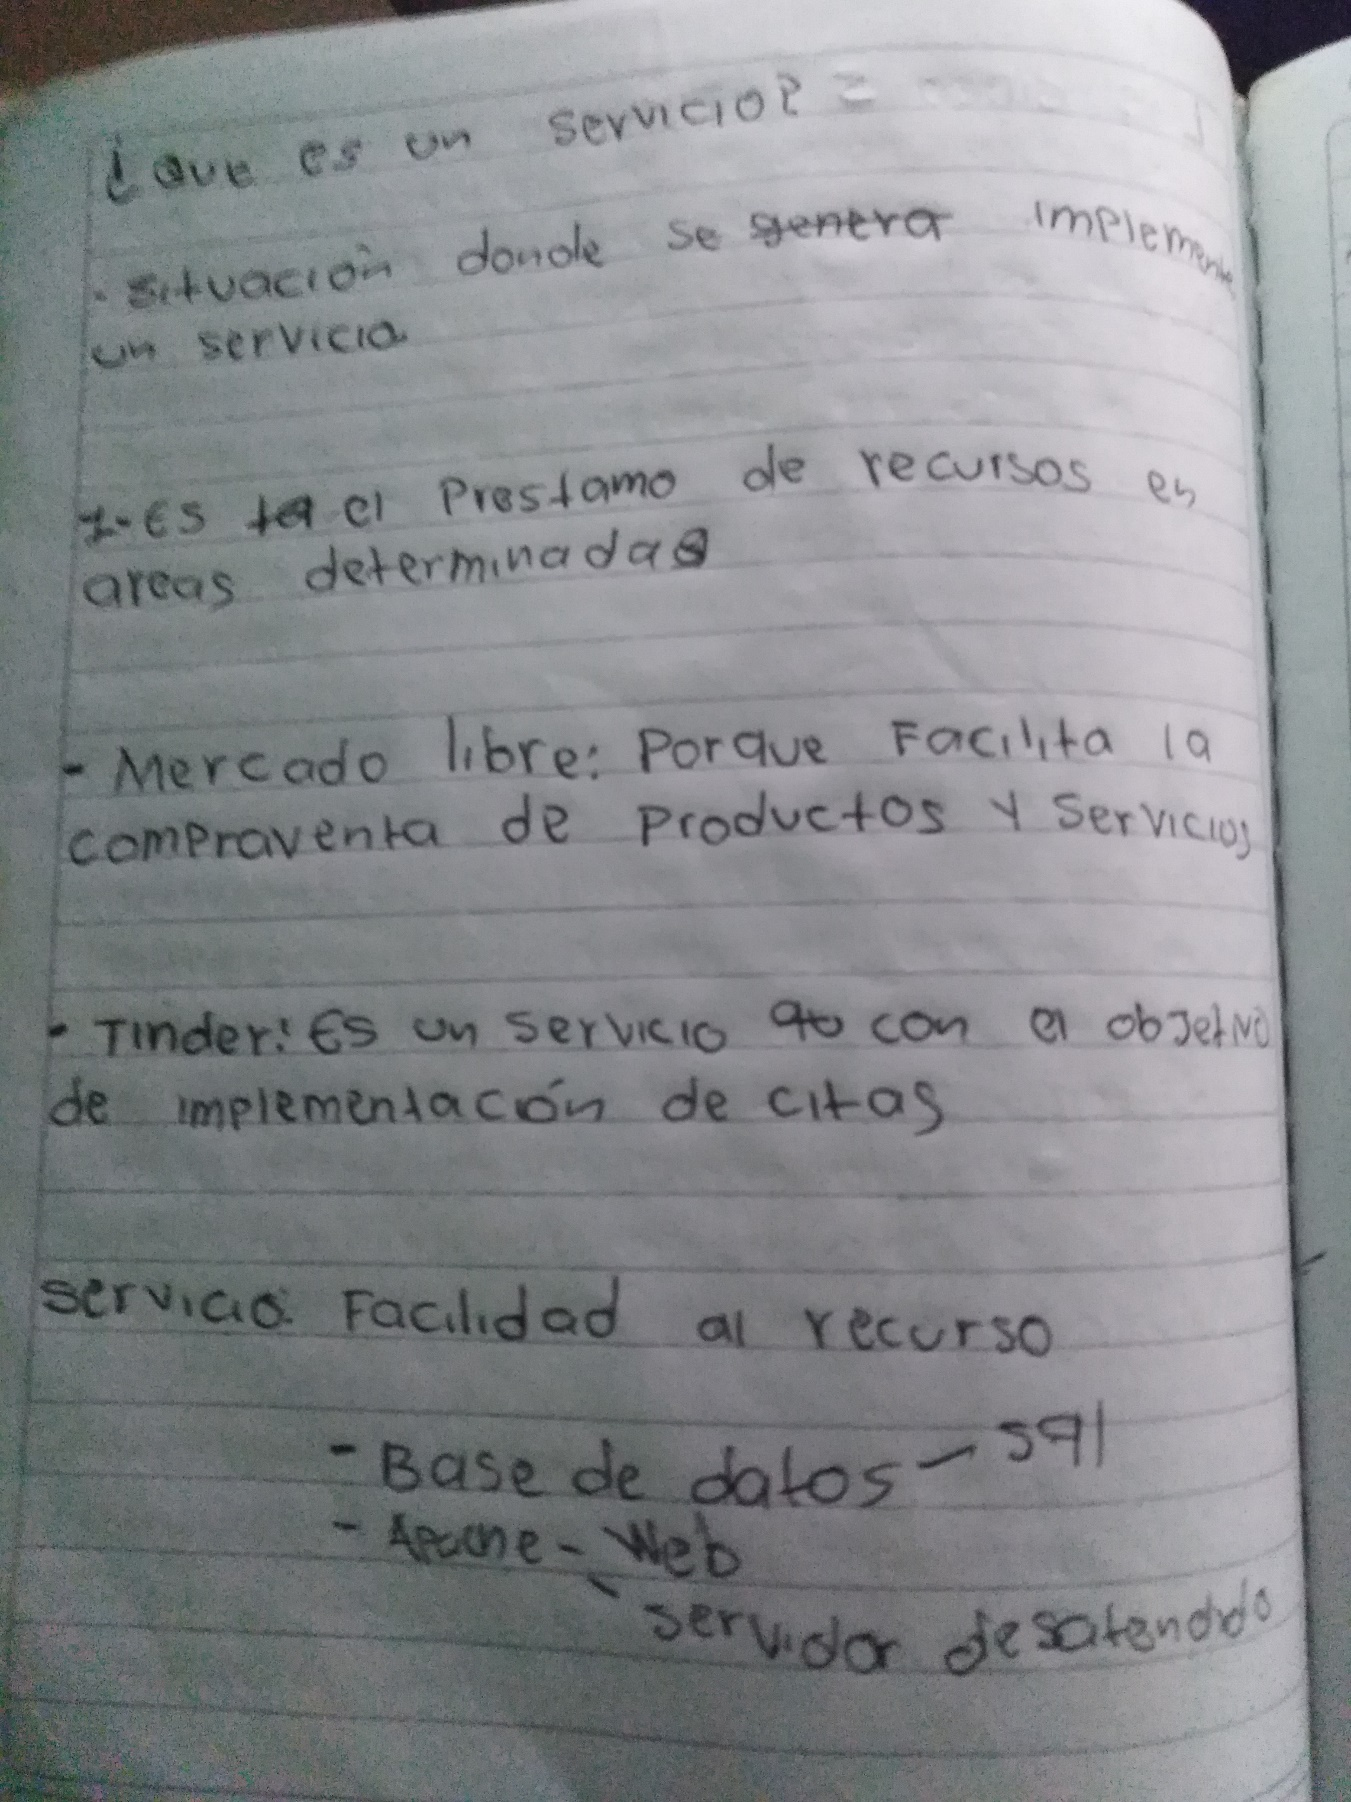 ¿Que es un servicio?
· situación donde se genera implementa
un servicio
1- Es el Prestamo de recursos en
areas determinadas
- Mercado libre: Porque Facilita la
compraventa de Productos y Servicios
- Tinder: Es un servicio con el objetivo
de implementación de citas
servicio: Facilidad al recurso
- Base de datos - sql
- Apache - Web
- servidor desatendido